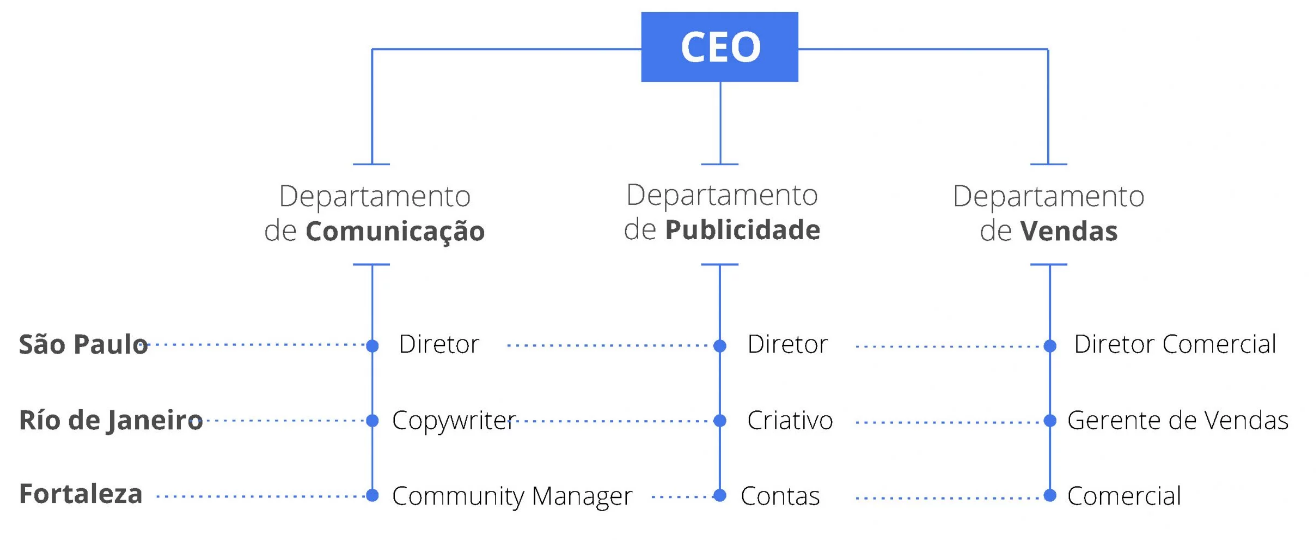 CEO
Departamento
de Comunicação
Departamento
de Publicidade
Departamento
de Vendas
São Paulo Diretor Diretor Diretor Comercial
Río de Janeiro Copywriter Criativo Gerente de Vendas
Fortaleza Community Manager Contas Comercial